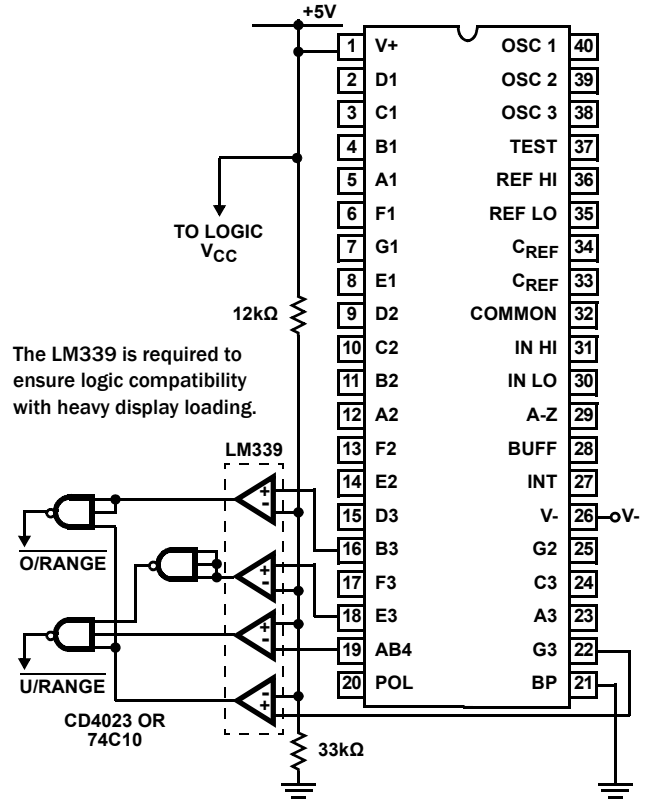 +5V
1 V+ OSC 1 40
2 D1 OSC 2 39
3 C1 OSC 3 38
4 B1 TEST 37
5 A1 REF HI 36
6 F1 REF LO 35
7 G1 CREF 34
8 E1 CREF 33
9 D2 COMMON 32
10 C2 IN HI 31
11 B2 IN LO 30
12 A2 A-Z 29
13 F2 BUFF 28
14 E2 INT 27
15 D3 V- 26 V-
16 B3 G2 25
17 F3 C3 24
18 E3 A3 23
19 AB4 G3 22
20 POL BP 21
TO LOGIC
VCC
12kΩ
The LM339 is required to
ensure logic compatibility
with heavy display loading.
LM339
+
-
O/RANGE
+
-
+
-
U/RANGE
-
+
CD4023 OR
74C10
33kΩ